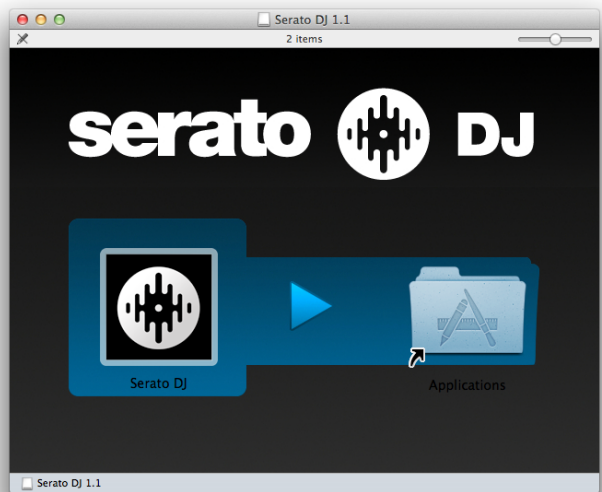 Serato DJ 1.1
2 items
serato DJ
Serato DJ
Applications
Serato DJ 1.1